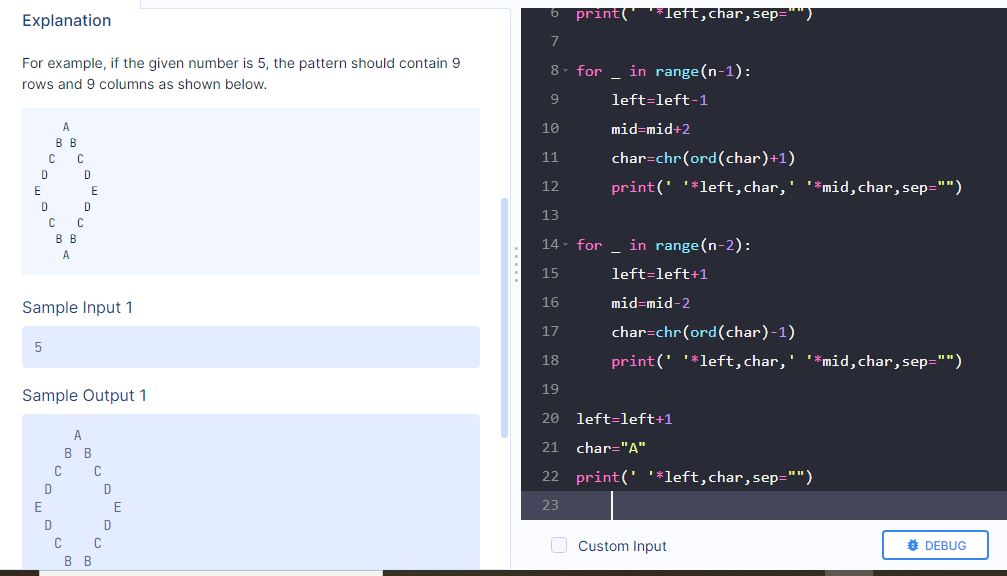 Explanation
For example, if the given number is 5, the pattern should contain 9
rows and 9 columns as shown below.
    A
   B B
  C   C
 D     D
E       E
 D     D
  C   C
   B B
    A
Sample Input 1
5
Sample Output 1
    A
   B B
  C   C
 D     D
E       E
 D     D
  C   C
   B B
6 print(' '*left,char,sep="")
7
8 for _ in range(n-1):
9     left=left-1
10     mid=mid+2
11     char=chr(ord(char)+1)
12     print(' '*left,char,' '*mid,char,sep="")
13
14 for _ in range(n-2):
15     left=left+1
16     mid=mid-2
17     char=chr(ord(char)-1)
18     print(' '*left,char,' '*mid,char,sep="")
19
20 left=left+1
21 char="A"
22 print(' '*left,char,sep="")
23
Custom Input
DEBUG